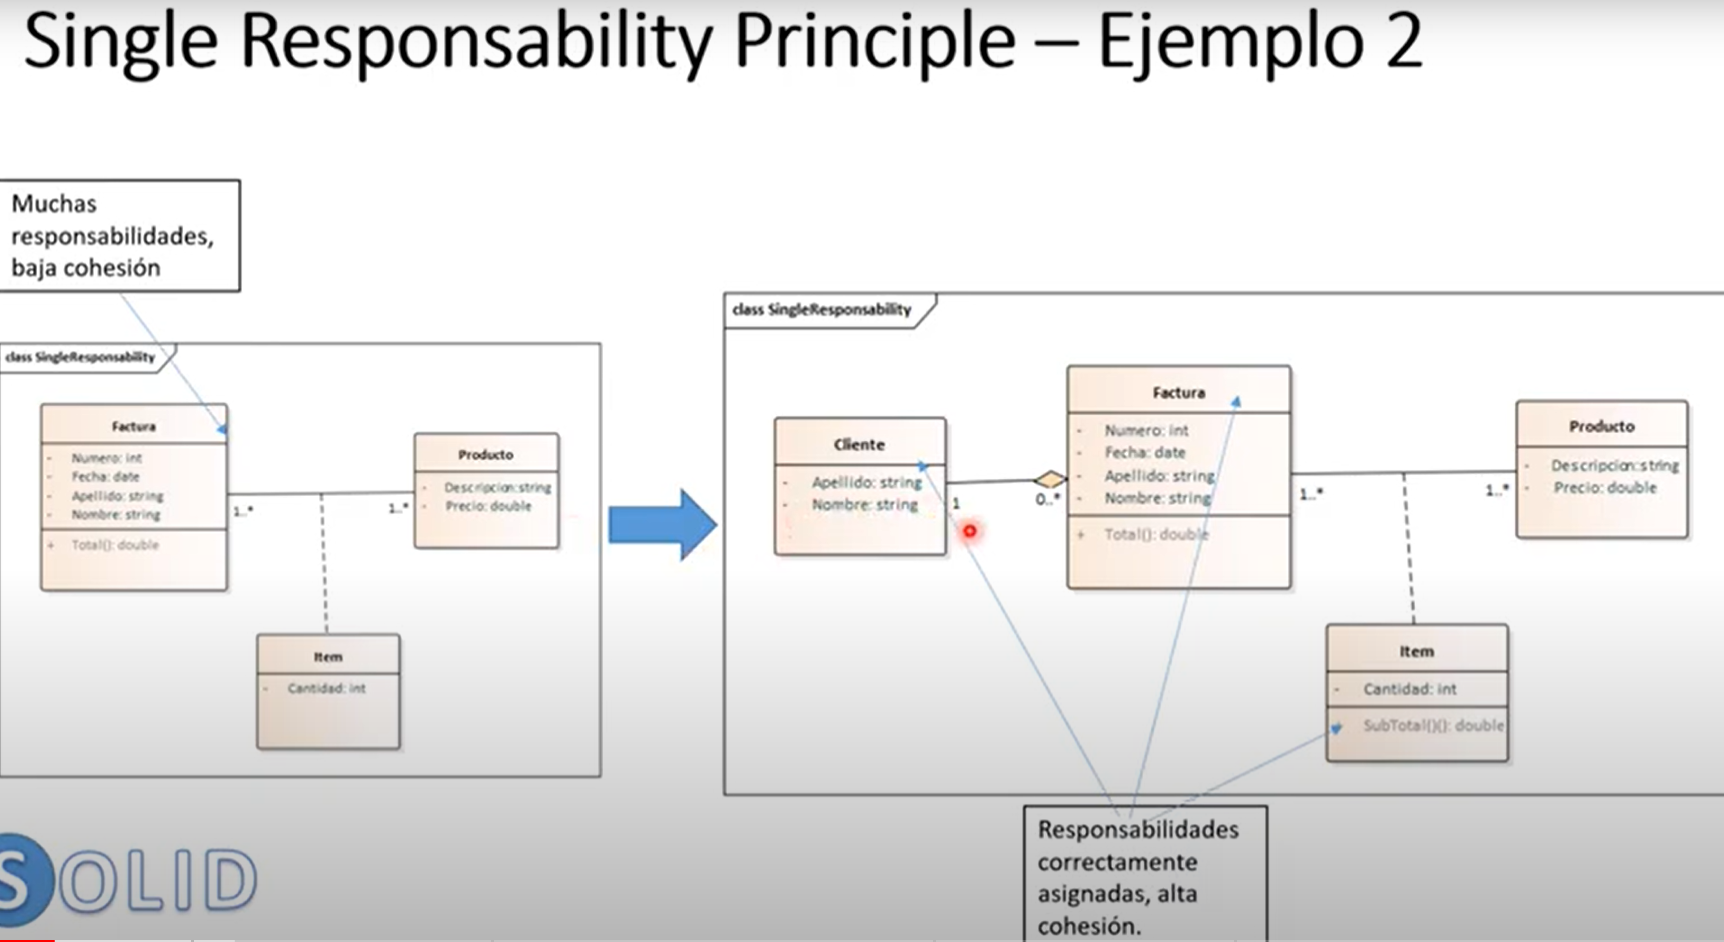 Single Responsability Principle – Ejemplo 2
Muchas
responsabilidades,
baja cohesión
class SingleResponsability
Factura
- Numero: int
- Fecha: date
- Apellido: string
- Nombre: string
+ Total(): double
1..*
1..*
Producto
- Descripcion:string
- Precio: double
Item
- Cantidad: int
class SingleResponsability
Cliente
- Apellido: string
- Nombre: string
1
0..*
Factura
- Numero: int
- Fecha: date
- Apellido: string
- Nombre: string
+ Total(): double
1..*
1..*
Producto
- Descripcion:string
- Precio: double
Item
- Cantidad: int
+ SubTotal()(): double
Responsabilidades
correctamente
asignadas, alta
cohesión.
SOLID